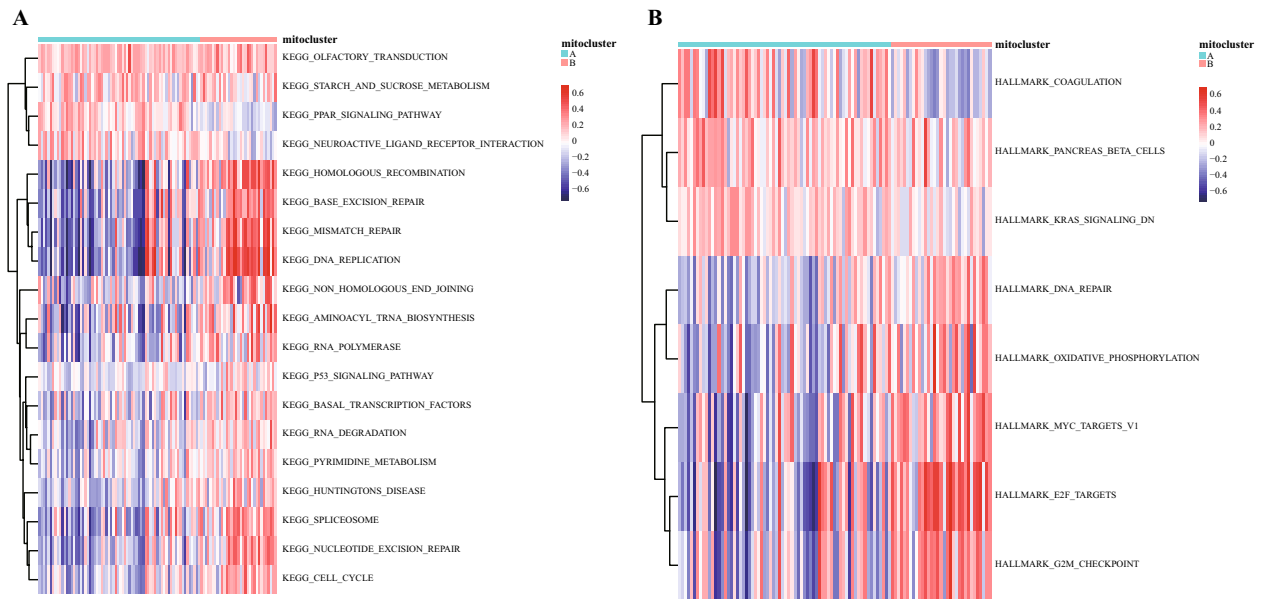 A
mitocluster
KEGG_OLFACTORY_TRANSDUCTION
KEGG_STARCH_AND_SUCROSE_METABOLISM
KEGG_PPAR_SIGNALING_PATHWAY
KEGG_NEUROACTIVE_LIGAND_RECEPTOR_INTERACTION
KEGG_HOMOLOGOUS_RECOMBINATION
KEGG_BASE_EXCISION_REPAIR
KEGG_MISMATCH_REPAIR
KEGG_DNA_REPLICATION
KEGG_NON_HOMOLOGOUS_END_JOINING
KEGG_AMINOACYL_TRNA_BIOSYNTHESIS
KEGG_RNA_POLYMERASE
KEGG_P53_SIGNALING_PATHWAY
KEGG_BASAL_TRANSCRIPTION_FACTORS
KEGG_RNA_DEGRADATION
KEGG_PYRIMIDINE_METABOLISM
KEGG_HUNTINGTONS_DISEASE
KEGG_SPLICEOSOME
KEGG_NUCLEOTIDE_EXCISION_REPAIR
KEGG_CELL_CYCLE
mitocluster
A
B
0.6
0.4
0.2
0
−0.2
−0.4
−0.6
B
mitocluster
HALLMARK_COAGULATION
HALLMARK_PANCREAS_BETA_CELLS
HALLMARK_KRAS_SIGNALING_DN
HALLMARK_DNA_REPAIR
HALLMARK_OXIDATIVE_PHOSPHORYLATION
HALLMARK_MYC_TARGETS_V1
HALLMARK_E2F_TARGETS
HALLMARK_G2M_CHECKPOINT
mitocluster
A
B
0.6
0.4
0.2
0
−0.2
−0.4
−0.6